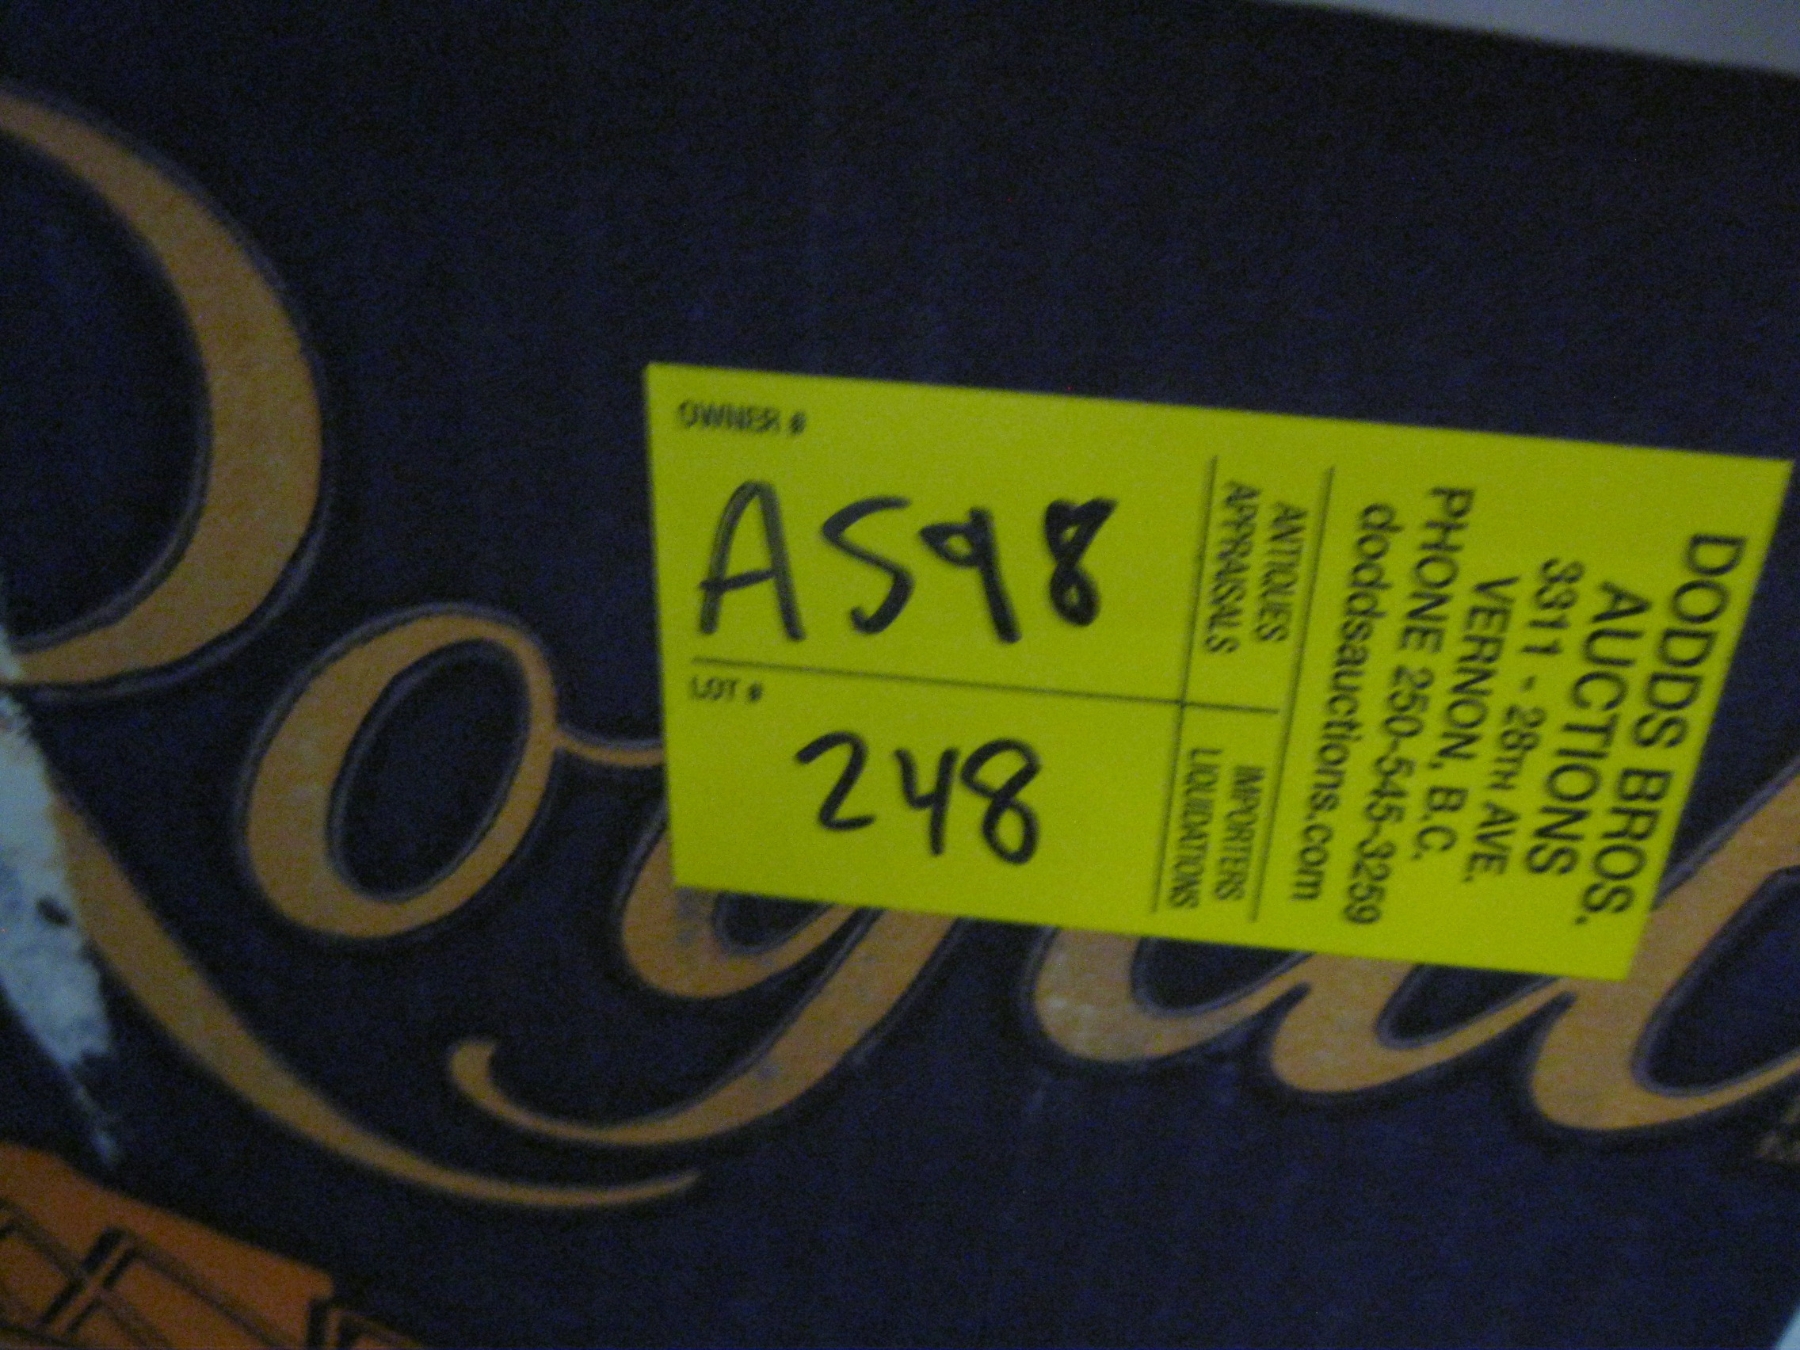 OWNER #
A598
LOT #
248
ANTIQUES
APPRAISALS
IMPORTERS
LIQUIDATIONS
DODDS BROS.
AUCTIONS
3311 - 28TH AVE.
VERNON, B.C.
PHONE 250-545-3259
doddsauctions.com